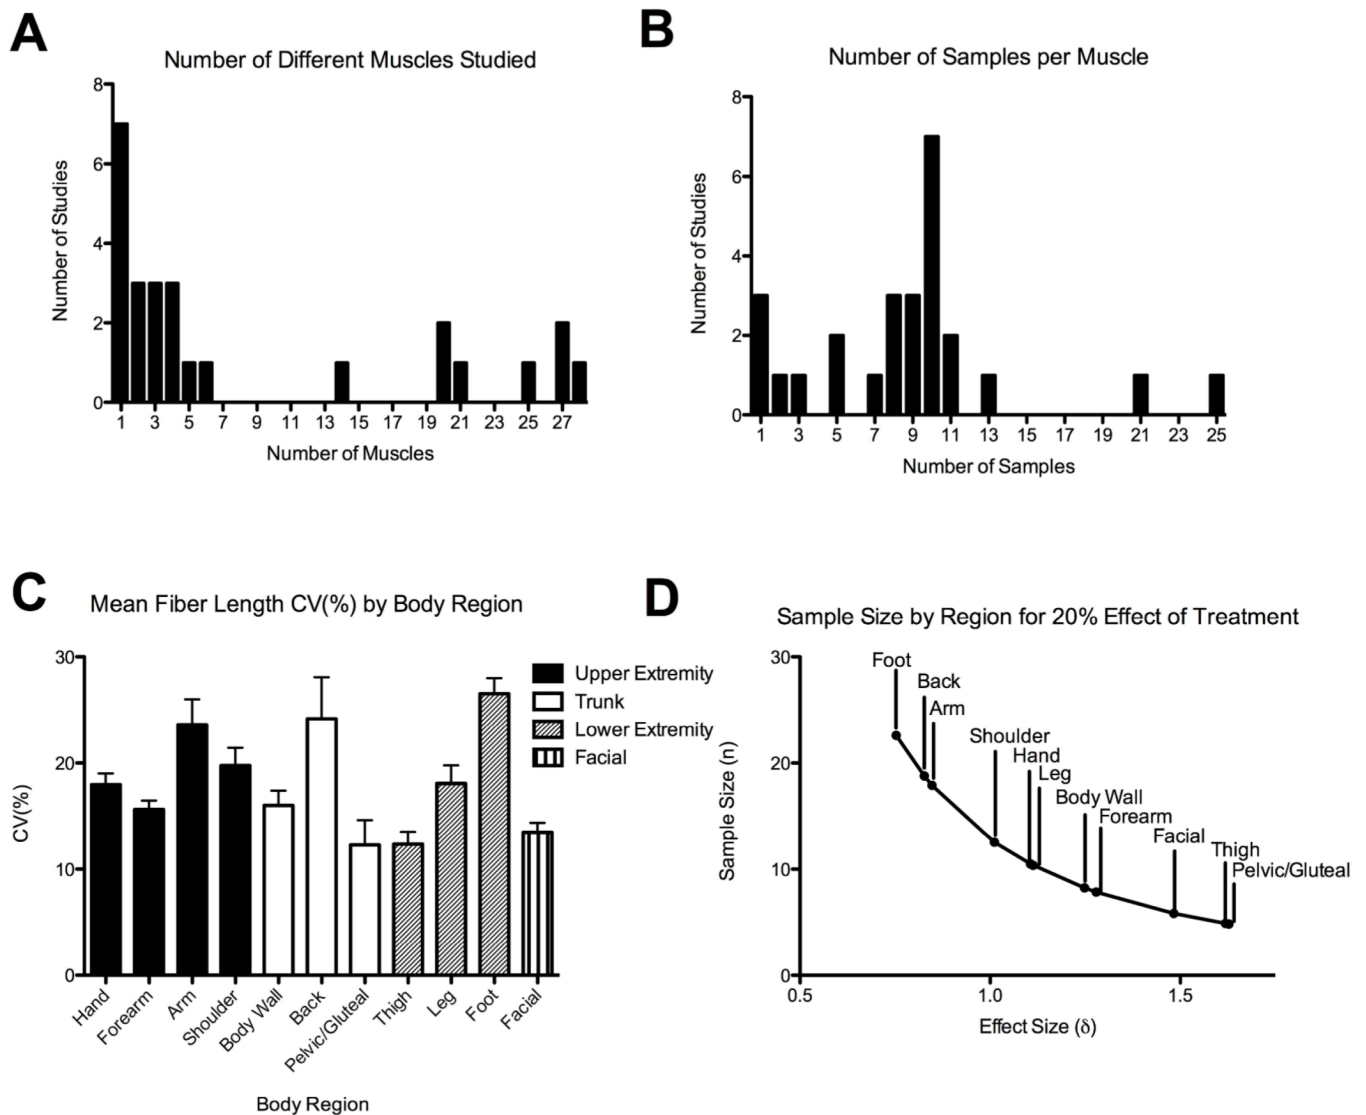 A
Number of Different Muscles Studied
Number of Studies
8
6
4
2
0
1 3 5 7 9 11 13 15 17 19 21 23 25 27
Number of Muscles
B
Number of Samples per Muscle
Number of Studies
8
6
4
2
0
1 3 5 7 9 11 13 15 17 19 21 23 25
Number of Samples
C
Mean Fiber Length CV(%) by Body Region
CV(%)
30
20
10
0
Upper Extremity
Trunk
Lower Extremity
Facial
Hand
Forearm
Arm
Shoulder
Body Wall
Back
Pelvic/Gluteal
Thigh
Leg
Foot
Facial
Body Region
D
Sample Size by Region for 20% Effect of Treatment
Sample Size (n)
30
20
10
0
Foot
Back
Arm
Shoulder
Hand
Leg
Body Wall
Forearm
Facial
Thigh
Pelvic/Gluteal
0.5 1.0 1.5
Effect Size (δ)